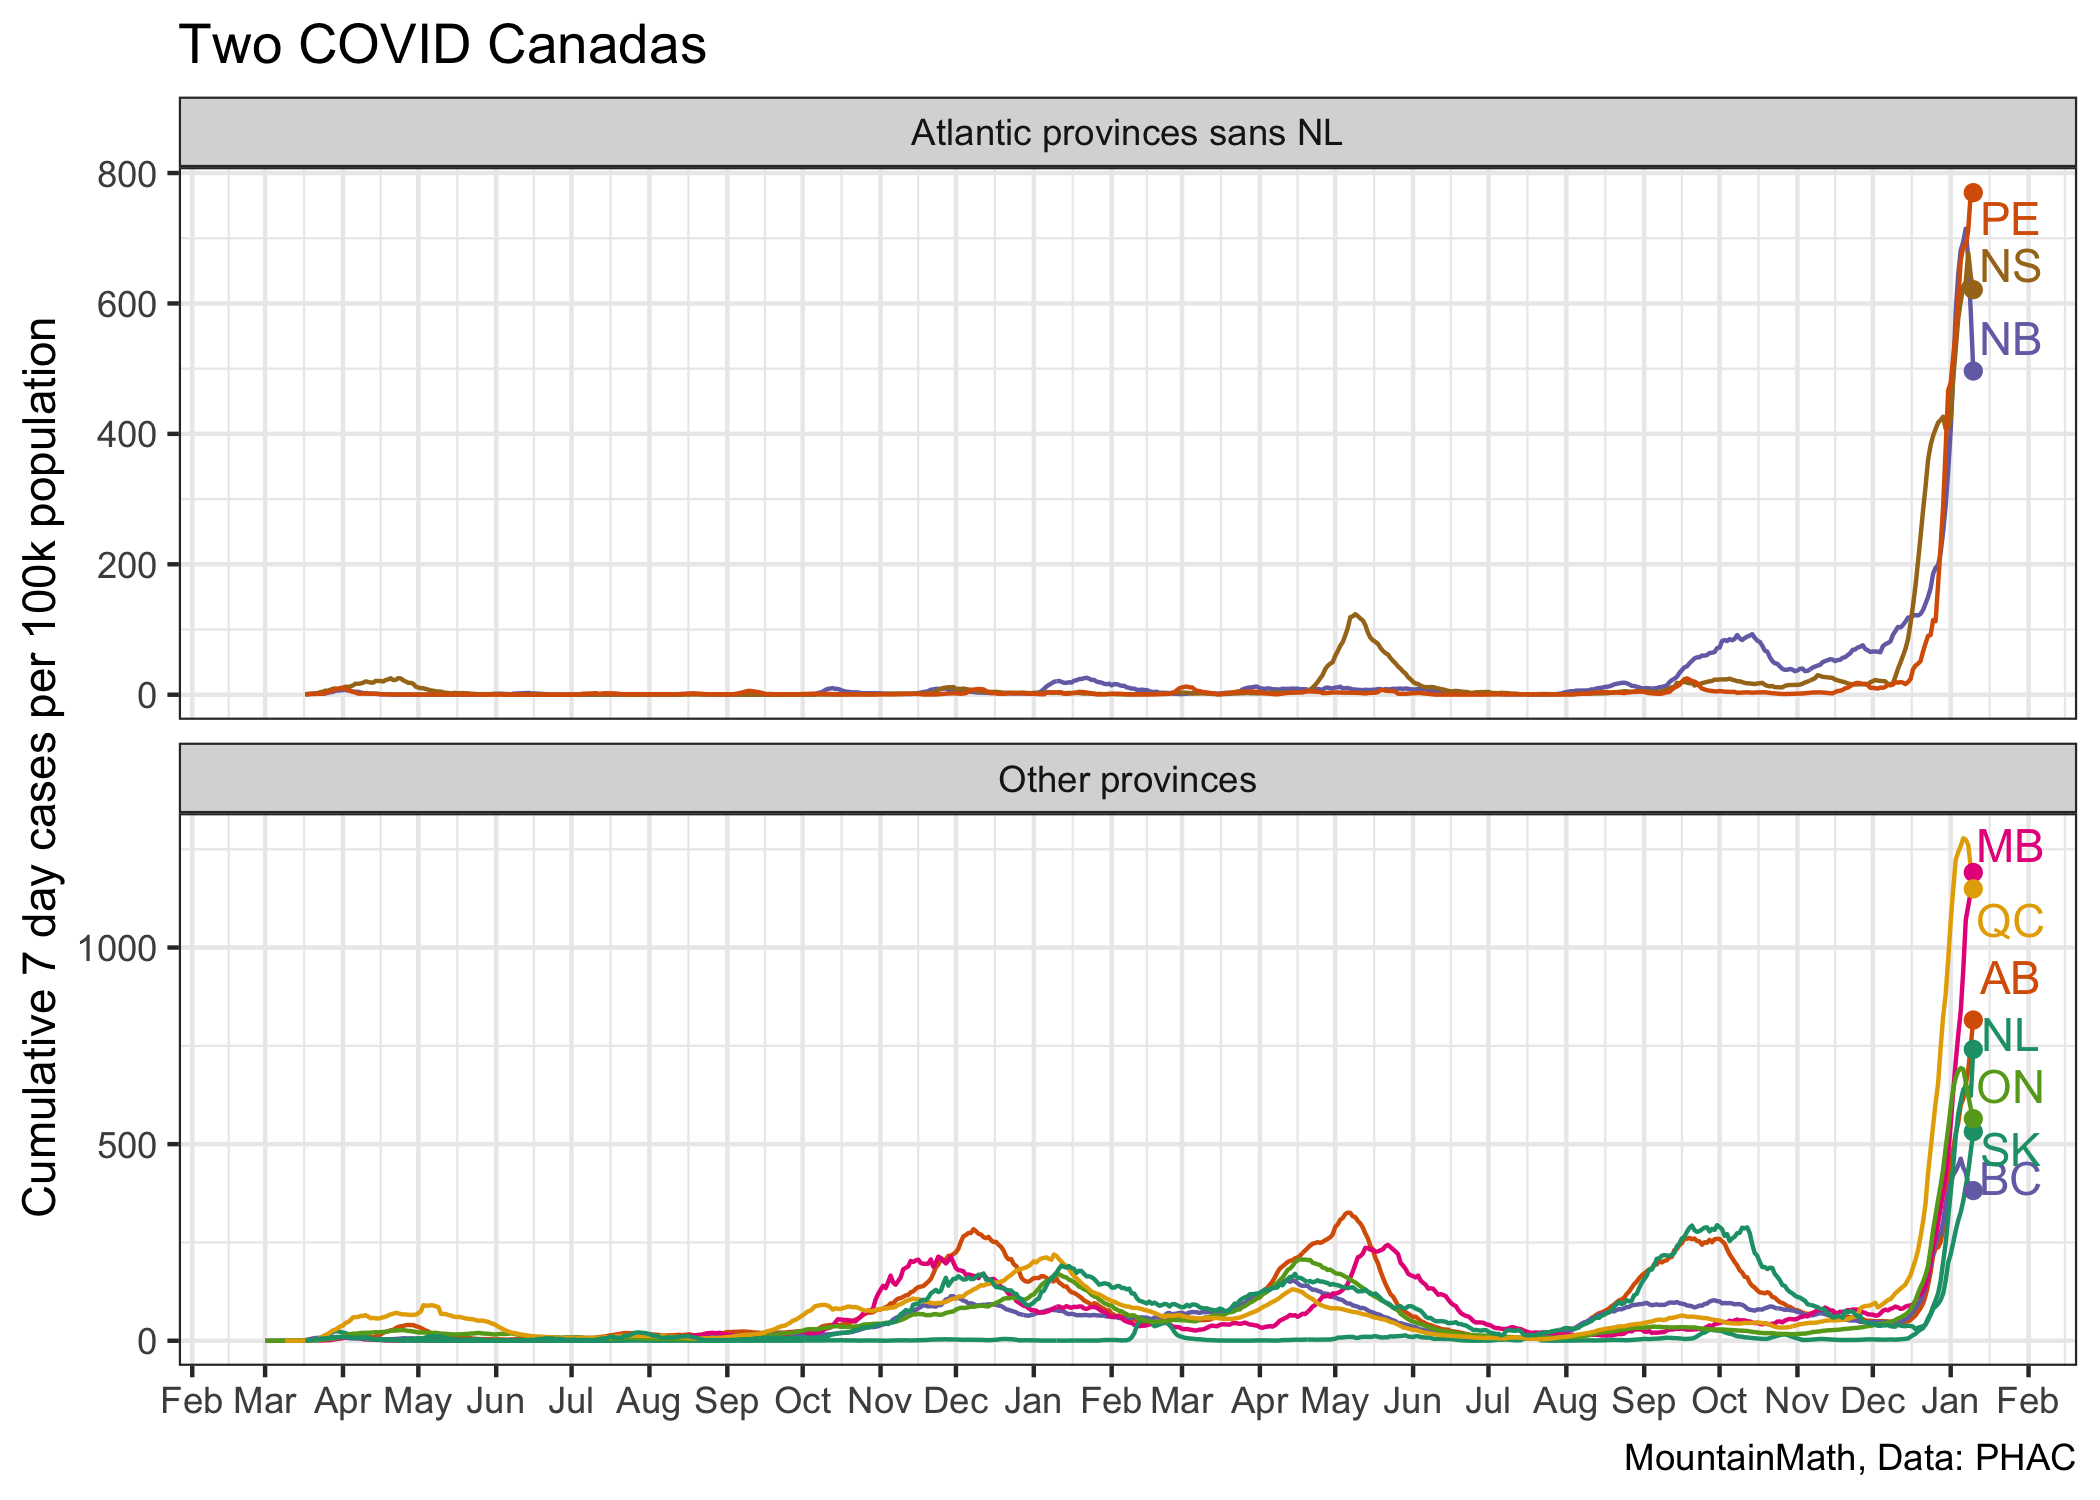 Two COVID Canadas
Atlantic provinces sans NL
Cumulative 7 day cases per 100k population
800
600
400
200
0
PE
NS
NB
Other provinces
1000
500
0
MB
QC
AB
NL
ON
SK
BC
Feb Mar Apr May Jun Jul Aug Sep Oct Nov Dec Jan Feb Mar Apr May Jun Jul Aug Sep Oct Nov Dec Jan Feb
MountainMath, Data: PHAC